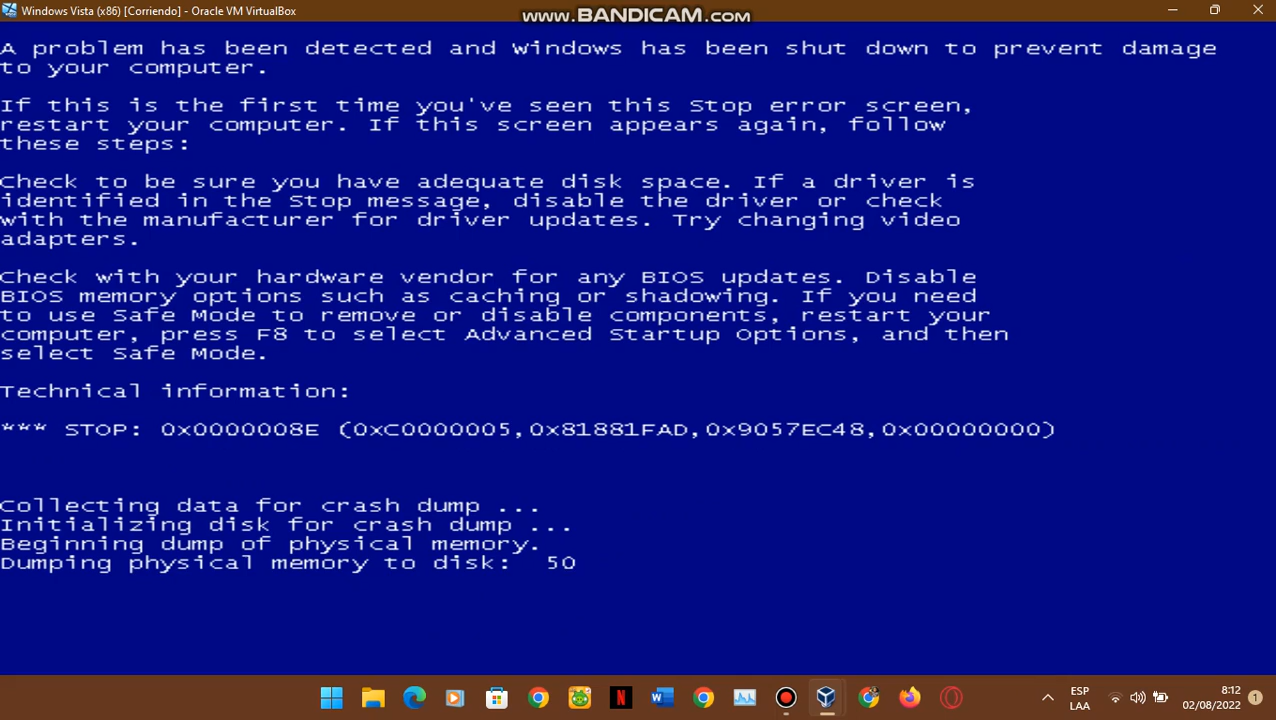 Windows Vista (x86) [Corriendo] - Oracle VM VirtualBox
www.BANDICAM.com
A problem has been detected and Windows has been shut down to prevent damage
to your computer.
If this is the first time you've seen this Stop error screen,
restart your computer. If this screen appears again, follow
these steps:
Check to be sure you have adequate disk space. If a driver is
identified in the Stop message, disable the driver or check
with the manufacturer for driver updates. Try changing video
adapters.
Check with your hardware vendor for any BIOS updates. Disable
BIOS memory options such as caching or shadowing. If you need
to use Safe Mode to remove or disable components, restart your
computer, press F8 to select Advanced Startup Options, and then
select Safe Mode.
Technical information:
*** STOP: 0x0000008E (0xC0000005,0x81881FAD,0x9057EC48,0x00000000)
Collecting data for crash dump ...
Initializing disk for crash dump ...
Beginning dump of physical memory.
Dumping physical memory to disk:  50
N
W
ESP
LAA
8:12
02/08/2022
1